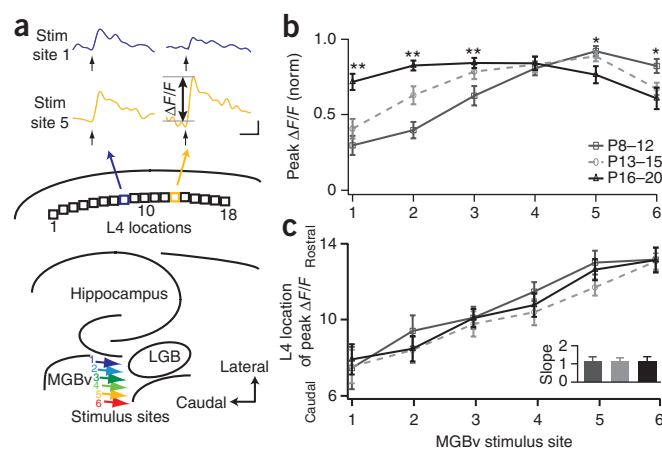 a
Stim
site 1
Stim
site 5
ΔF/F
1
10
18
L4 locations
Hippocampus
LGB
MGBv
1
2
3
4
5
6
Lateral
Caudal
Stimulus sites
b
Peak ΔF/F (norm)
1.0
0.5
0
**
**
**
*
*
P8–12
P13–15
P16–20
1 2 3 4 5 6
c
L4 location
of peak ΔF/F
Rostral
Caudal
14
10
6
Slope
2
1
0
1 2 3 4 5 6
MGBv stimulus site